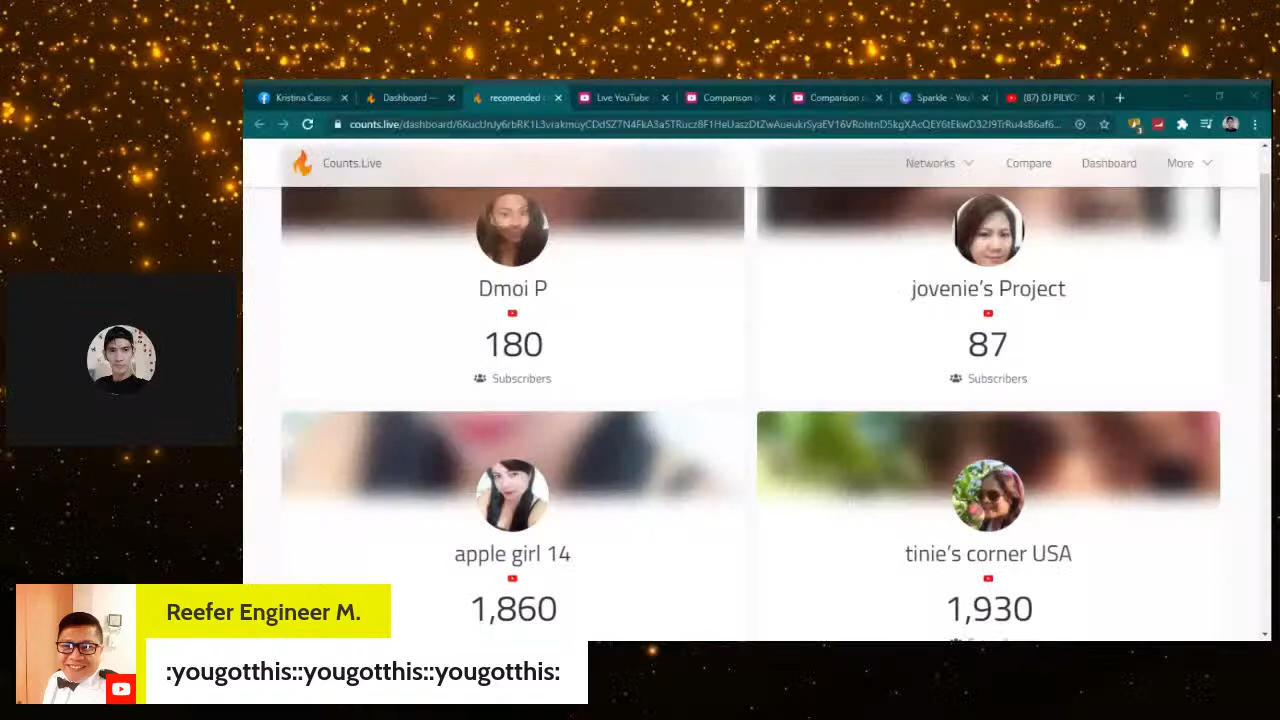 Kristina Cassa
Dashboard —
recomended
Live YouTube
Comparison
Comparison
Sparkle - You
(87) DJ PILYO
Counts.Live
Networks
Compare
Dashboard
More
Dmoi P
jovenie's Project
180
87
Subscribers
Subscribers
apple girl 14
tinie's corner USA
1,860
1,930
Reefer Engineer M.
:yougotthis::yougotthis::yougotthis: